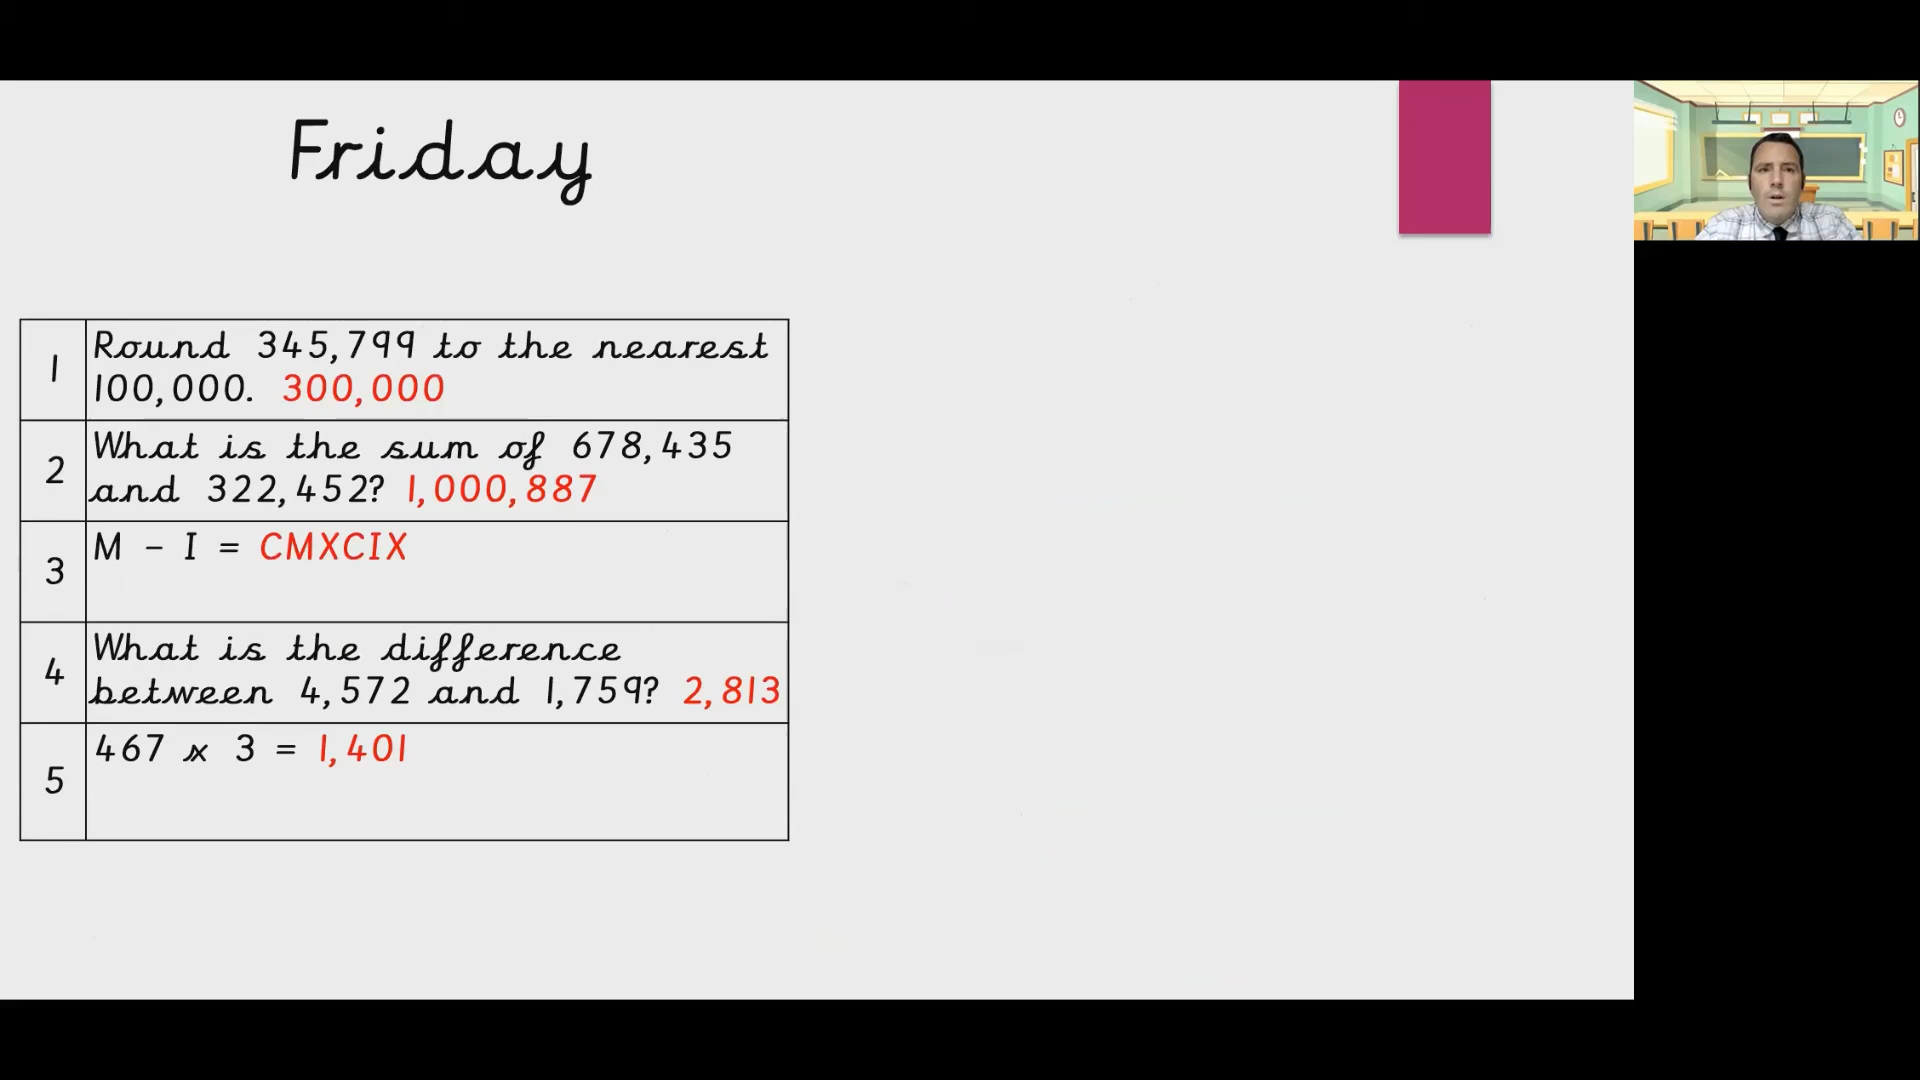 Friday
1
Round 345,799 to the nearest
100,000. 300,000
2
What is the sum of 678,435
and 322,452? 1,000,887
3
M - I = CMXCIX
4
What is the difference
between 4,572 and 1,759? 2,813
5
467 x 3 = 1,401